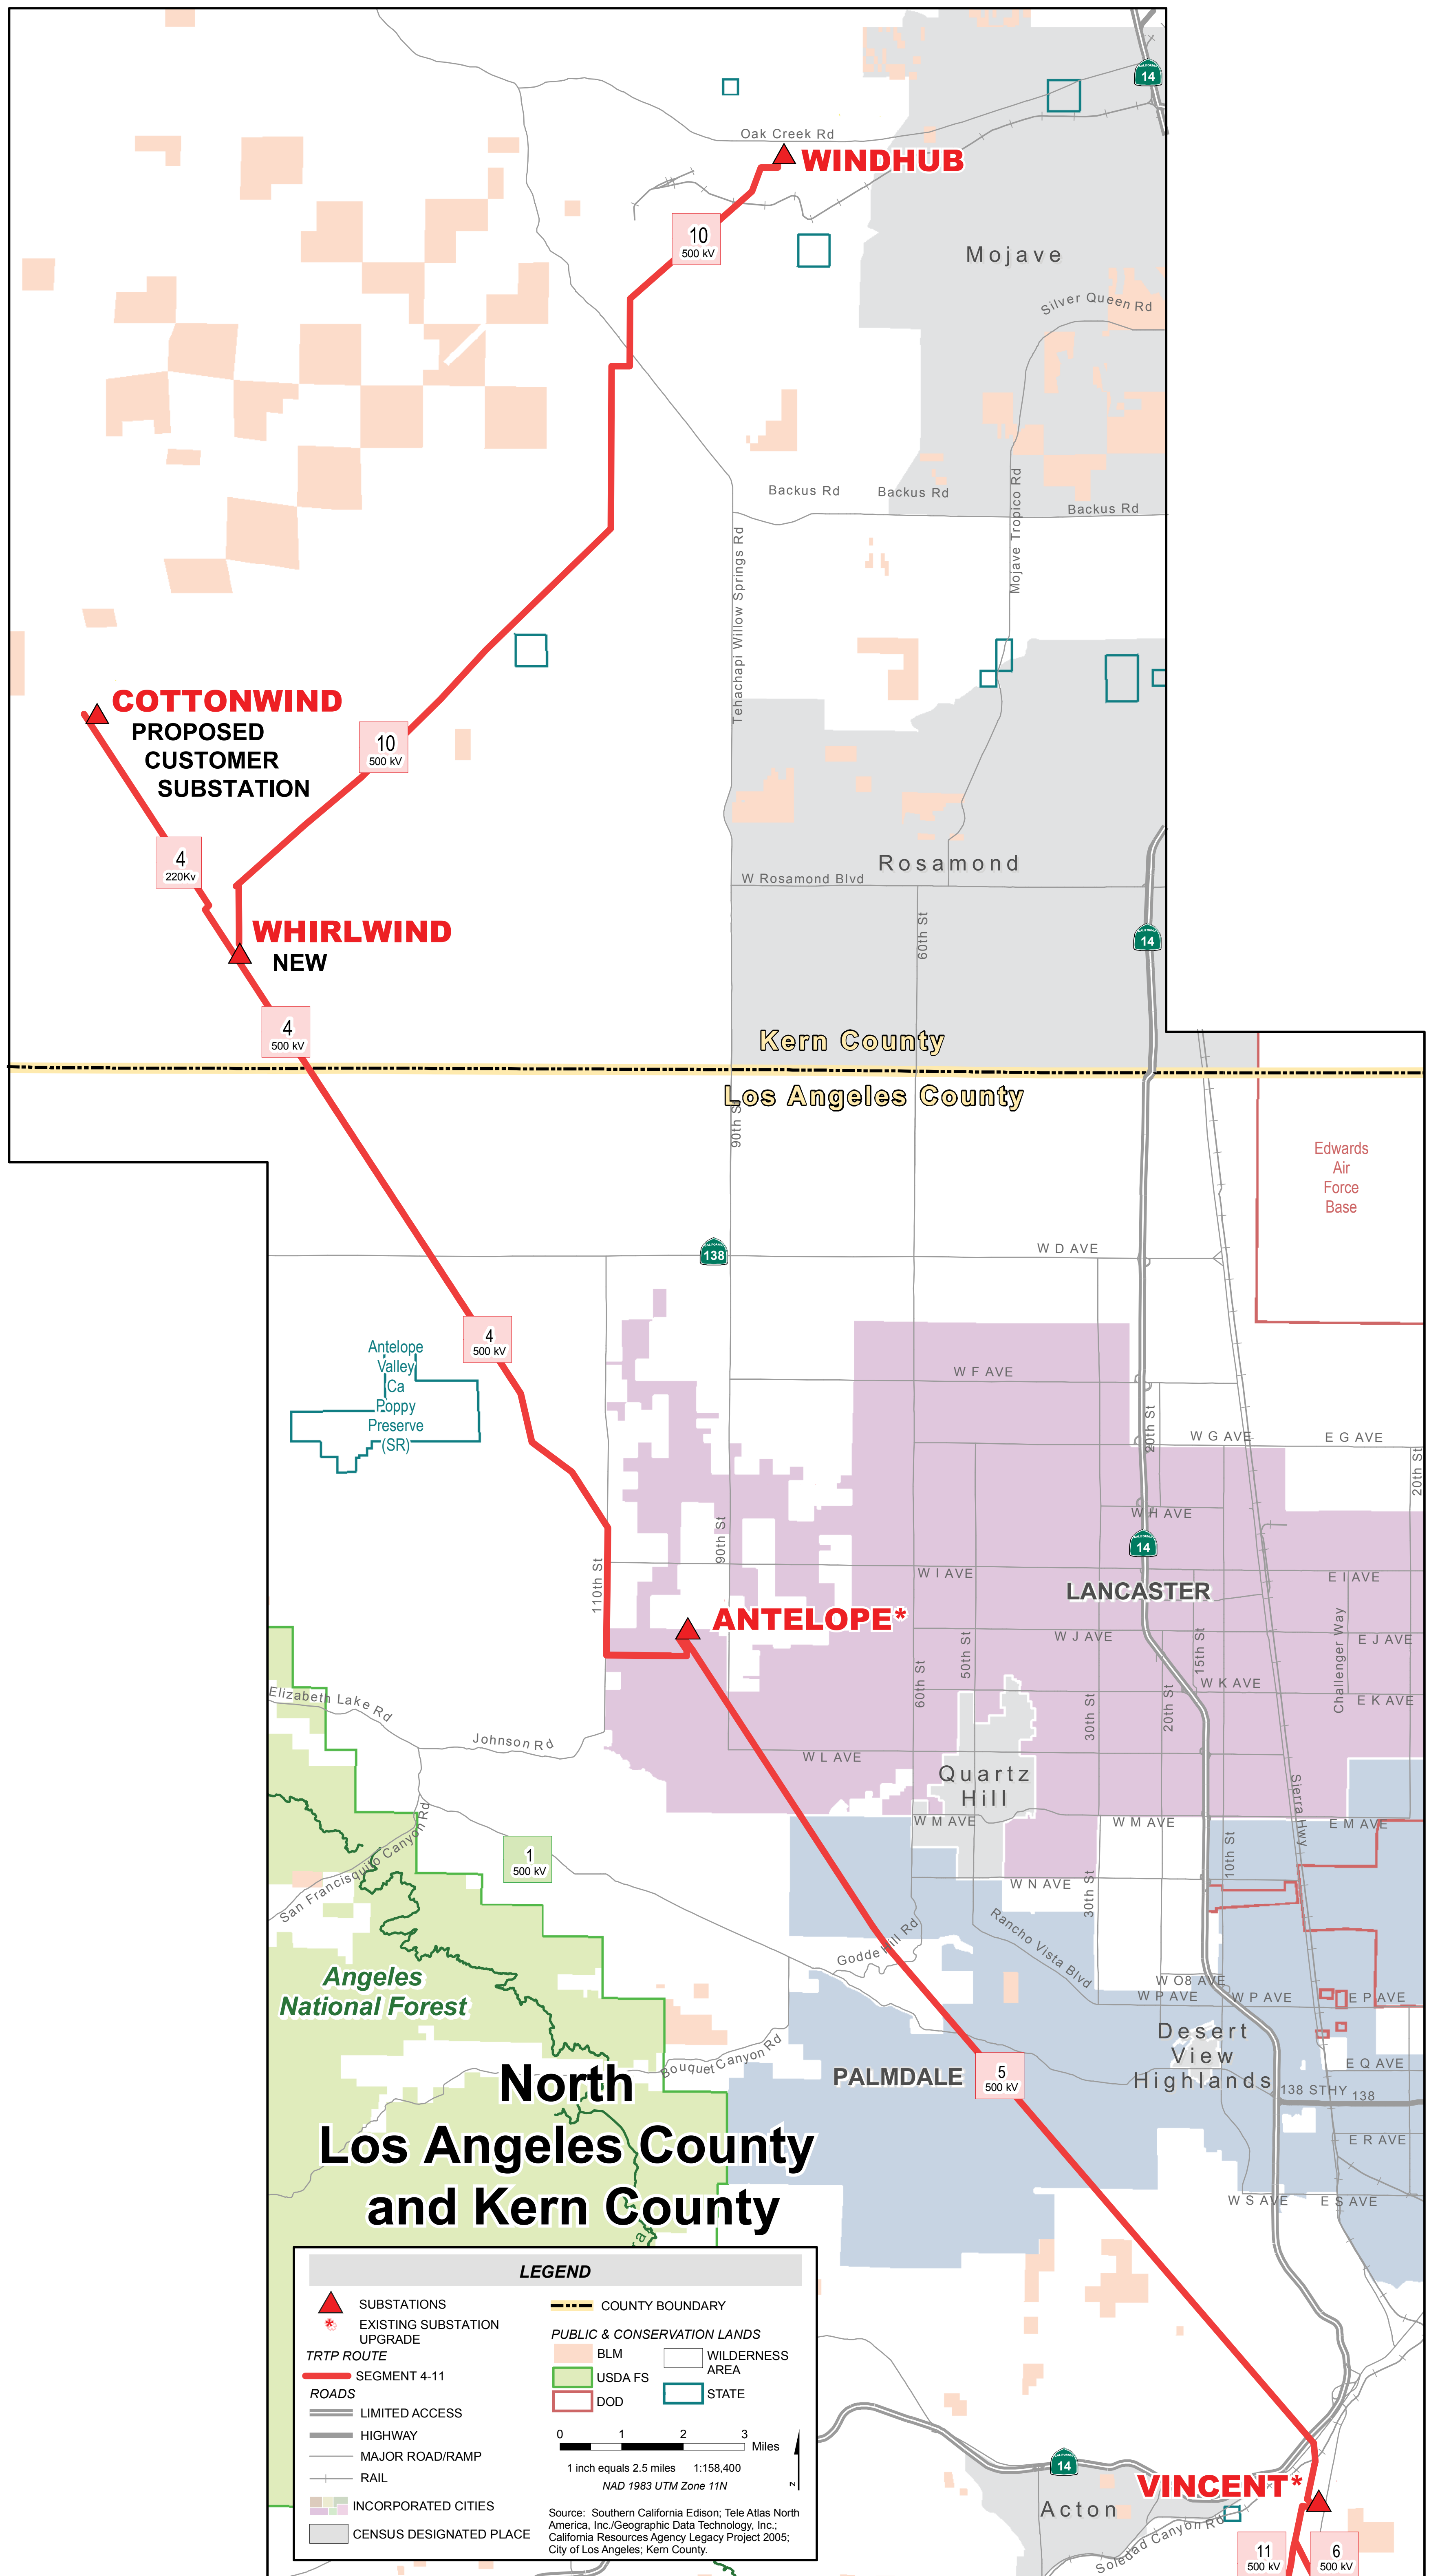 14
Oak Creek Rd
WINDHUB
10
500 kV
Mojave
Silver Queen Rd
Backus Rd
Backus Rd
Backus Rd
Mojave Tropico Rd
Tehachapi Willow Springs Rd
COTTONWIND
PROPOSED
CUSTOMER
SUBSTATION
10
500 kV
4
220Kv
Rosamond
W Rosamond Blvd
60th St
14
WHIRLWIND
NEW
4
500 kV
Kern County
Los Angeles County
90th St
Edwards
Air
Force
Base
138
W D AVE
4
500 kV
Antelope
Valley
Ca
Poppy
Preserve
(SR)
W F AVE
20th St
W G AVE
E G AVE
20th St
W H AVE
14
90th St
110th St
W I AVE
LANCASTER
E I AVE
ANTELOPE*
W J AVE
E J AVE
15th St
50th St
60th St
Challenger Way
W K AVE
E K AVE
30th St
20th St
Elizabeth Lake Rd
Johnson Rd
W L AVE
Quartz
Hill
Sierra Hwy
W M AVE
W M AVE
E M AVE
San Francisquito Canyon Rd
1
500 kV
10th St
W N AVE
30th St
Godde Hill Rd
Rancho Vista Blvd
Angeles
National Forest
W O8 AVE
W P AVE
W P AVE
E P AVE
Desert
View
Highlands
Bouquet Canyon Rd
PALMDALE
5
500 kV
E Q AVE
138 STHY 138
E R AVE
W S AVE
E S AVE
North
Los Angeles County
and Kern County
LEGEND
SUBSTATIONS
EXISTING SUBSTATION
UPGRADE
TRTP ROUTE
SEGMENT 4-11
ROADS
LIMITED ACCESS
HIGHWAY
MAJOR ROAD/RAMP
RAIL
INCORPORATED CITIES
CENSUS DESIGNATED PLACE
COUNTY BOUNDARY
PUBLIC & CONSERVATION LANDS
BLM
USDA FS
DOD
WILDERNESS
AREA
STATE
0 1 2 3
Miles
1 inch equals 2.5 miles 1:158,400
NAD 1983 UTM Zone 11N
N
Source: Southern California Edison; Tele Atlas North
America, Inc./Geographic Data Technology, Inc.;
California Resources Agency Legacy Project 2005;
City of Los Angeles; Kern County.
14
VINCENT*
Acton
Soledad Canyon Rd
11
500 kV
6
500 kV